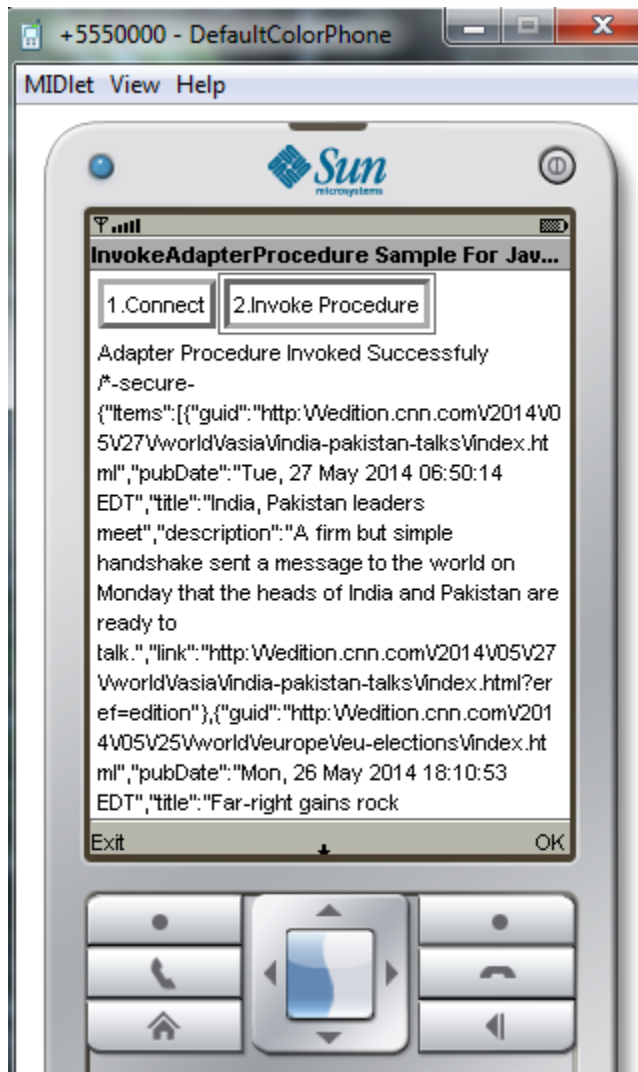 +5550000 - DefaultColorPhone
MIDlet View Help
Sun
microsystems
InvokeAdapterProcedure Sample For Jav...
1.Connect 2.Invoke Procedure
Adapter Procedure Invoked Successfuly
/*-secure-
{"Items":[{"guid":"http:\/\/edition.cnn.com\/2014\/0
5\/27\/world\/asia\/india-pakistan-talks\/index.ht
ml","pubDate":"Tue, 27 May 2014 06:50:14
EDT","title":"India, Pakistan leaders
meet","description":"A firm but simple
handshake sent a message to the world on
Monday that the heads of India and Pakistan are
ready to
talk.","link":"http:\/\/edition.cnn.com\/2014\/05\/27
\/world\/asia\/india-pakistan-talks\/index.html?er
ef=edition"},{"guid":"http:\/\/edition.cnn.com\/201
4\/05\/25\/world\/europe\/eu-elections\/index.ht
ml","pubDate":"Mon, 26 May 2014 18:10:53
EDT","title":"Far-right gains rock
Exit OK